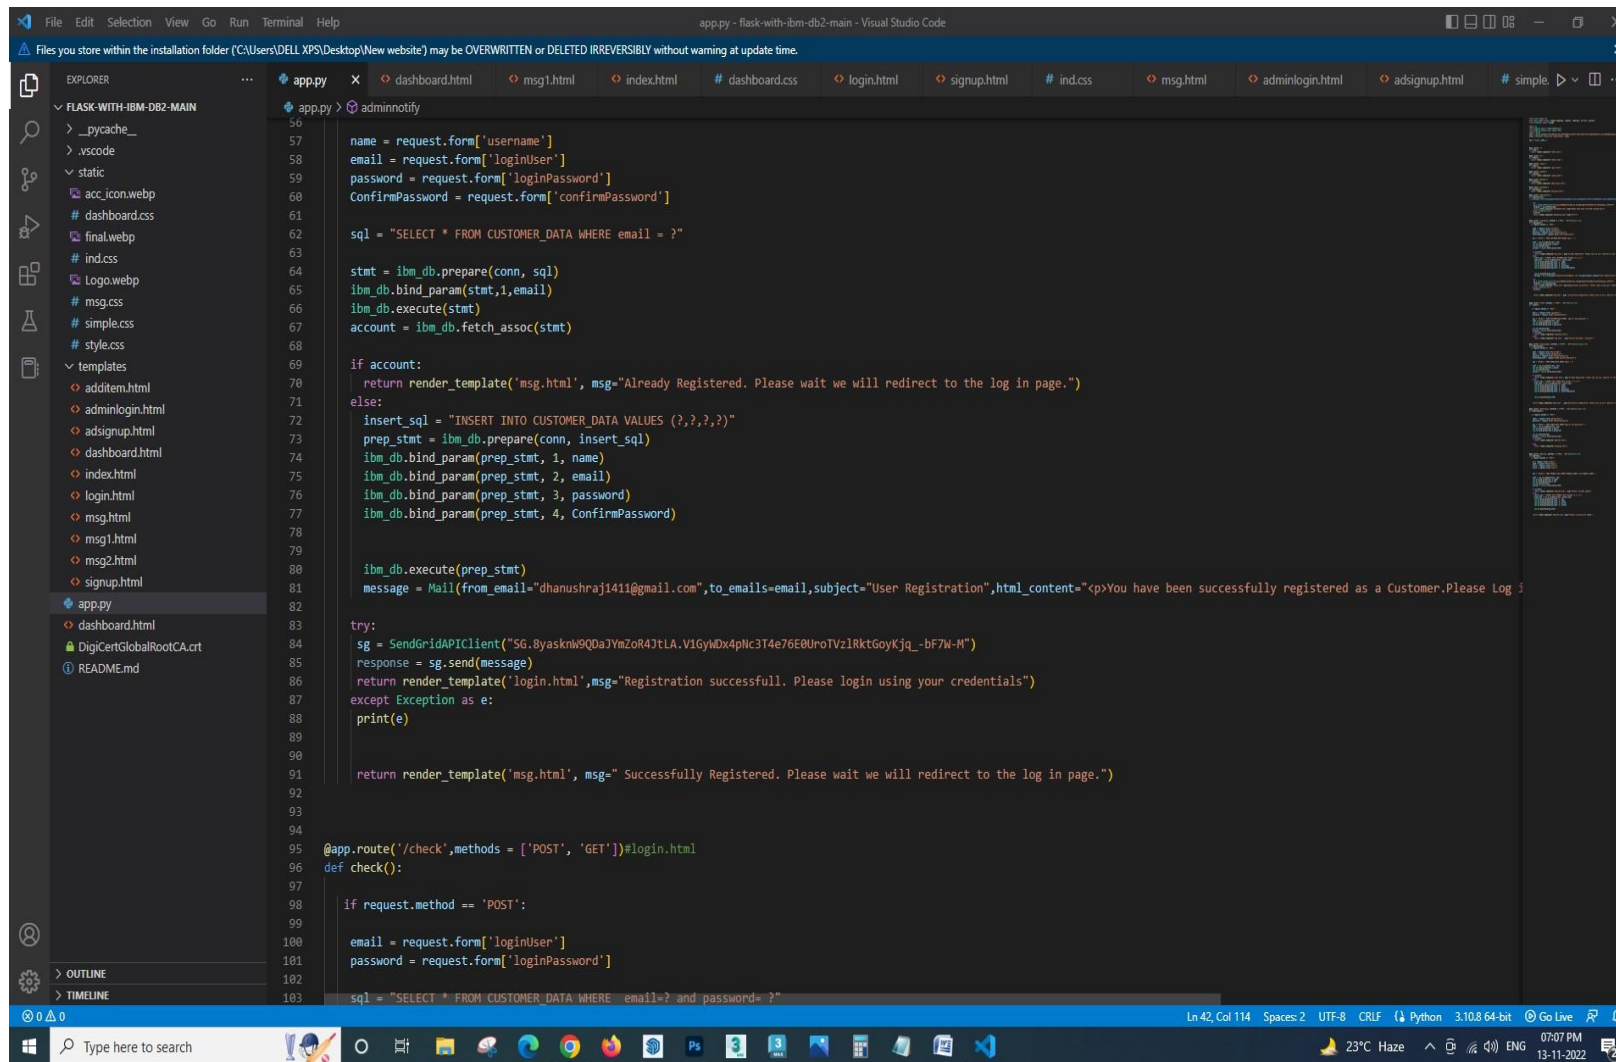 File Edit Selection View Go Run Terminal Help app.py - flask-with-ibm-db2-main - Visual Studio Code
Files you store within the installation folder ('C:\Users\DELL XPS\Desktop\New website') may be OVERWRITTEN or DELETED IRREVERSIBLY without warning at update time.
EXPLORER
FLASK-WITH-IBM-DB2-MAIN
__pycache__
.vscode
static
acc_icon.webp
# dashboard.css
final.webp
# ind.css
Logo.webp
# msg.css
# simple.css
# style.css
templates
additem.html
adminlogin.html
adsignup.html
dashboard.html
index.html
login.html
msg.html
msg1.html
msg2.html
signup.html
app.py
dashboard.html
DigiCertGlobalRootCA.crt
README.md
OUTLINE
TIMELINE
app.py dashboard.html msg1.html index.html # dashboard.css login.html signup.html # ind.css msg.html adminlogin.html adsignup.html # simple.
app.py > adminnotify
56
57 name = request.form['username']
58 email = request.form['loginUser']
59 password = request.form['loginPassword']
60 ConfirmPassword = request.form['confirmPassword']
61
62 sql = "SELECT * FROM CUSTOMER_DATA WHERE email = ?"
63
64 stmt = ibm_db.prepare(conn, sql)
65 ibm_db.bind_param(stmt,1,email)
66 ibm_db.execute(stmt)
67 account = ibm_db.fetch_assoc(stmt)
68
69 if account:
70 return render_template('msg.html', msg="Already Registered. Please wait we will redirect to the log in page.")
71 else:
72 insert_sql = "INSERT INTO CUSTOMER_DATA VALUES (?,?,?,?)"
73 prep_stmt = ibm_db.prepare(conn, insert_sql)
74 ibm_db.bind_param(prep_stmt, 1, name)
75 ibm_db.bind_param(prep_stmt, 2, email)
76 ibm_db.bind_param(prep_stmt, 3, password)
77 ibm_db.bind_param(prep_stmt, 4, ConfirmPassword)
78
79
80 ibm_db.execute(prep_stmt)
81 message = Mail(from_email="dhanushraj1411@gmail.com",to_emails=email,subject="User Registration",html_content="<p>You have been successfully registered as a Customer.Please Log
82
83 try:
84 sg = SendGridAPIClient("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")
85 response = sg.send(message)
86 return render_template('login.html',msg="Registration successfull. Please login using your credentials")
87 except Exception as e:
88 print(e)
89
90
91 return render_template('msg.html', msg=" Successfully Registered. Please wait we will redirect to the log in page.")
92
93
94
95 @app.route('/check',methods = ['POST', 'GET'])#login.html
96 def check():
97
98 if request.method == 'POST':
99
100 email = request.form['loginUser']
101 password = request.form['loginPassword']
102
103 sql = "SELECT * FROM CUSTOMER_DATA WHERE email=? and password= ?"
0 0 Ln 42, Col 114 Spaces: 2 UTF-8 CRLF Python 3.10.8 64-bit Go Live
Type here to search 23°C Haze ENG 07:07 PM
13-11-2022